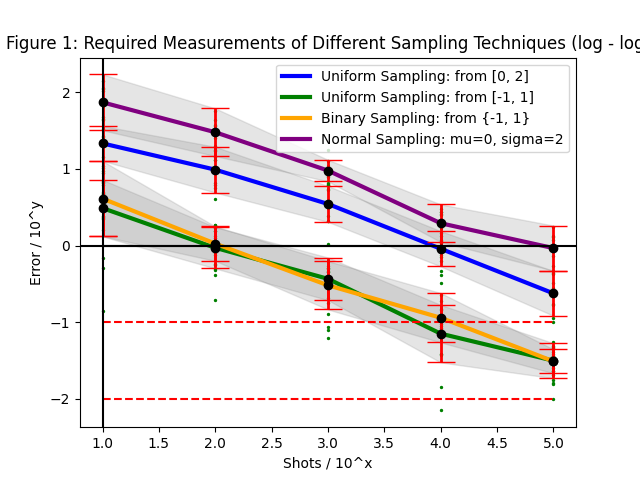 Figure 1: Required Measurements of Different Sampling Techniques (log - log
Uniform Sampling: from [0, 2]
Uniform Sampling: from [-1, 1]
Binary Sampling: from {-1, 1}
Normal Sampling: mu=0, sigma=2
Error / 10^y
2
1
0
−1
−2
1.0 1.5 2.0 2.5 3.0 3.5 4.0 4.5 5.0
Shots / 10^x